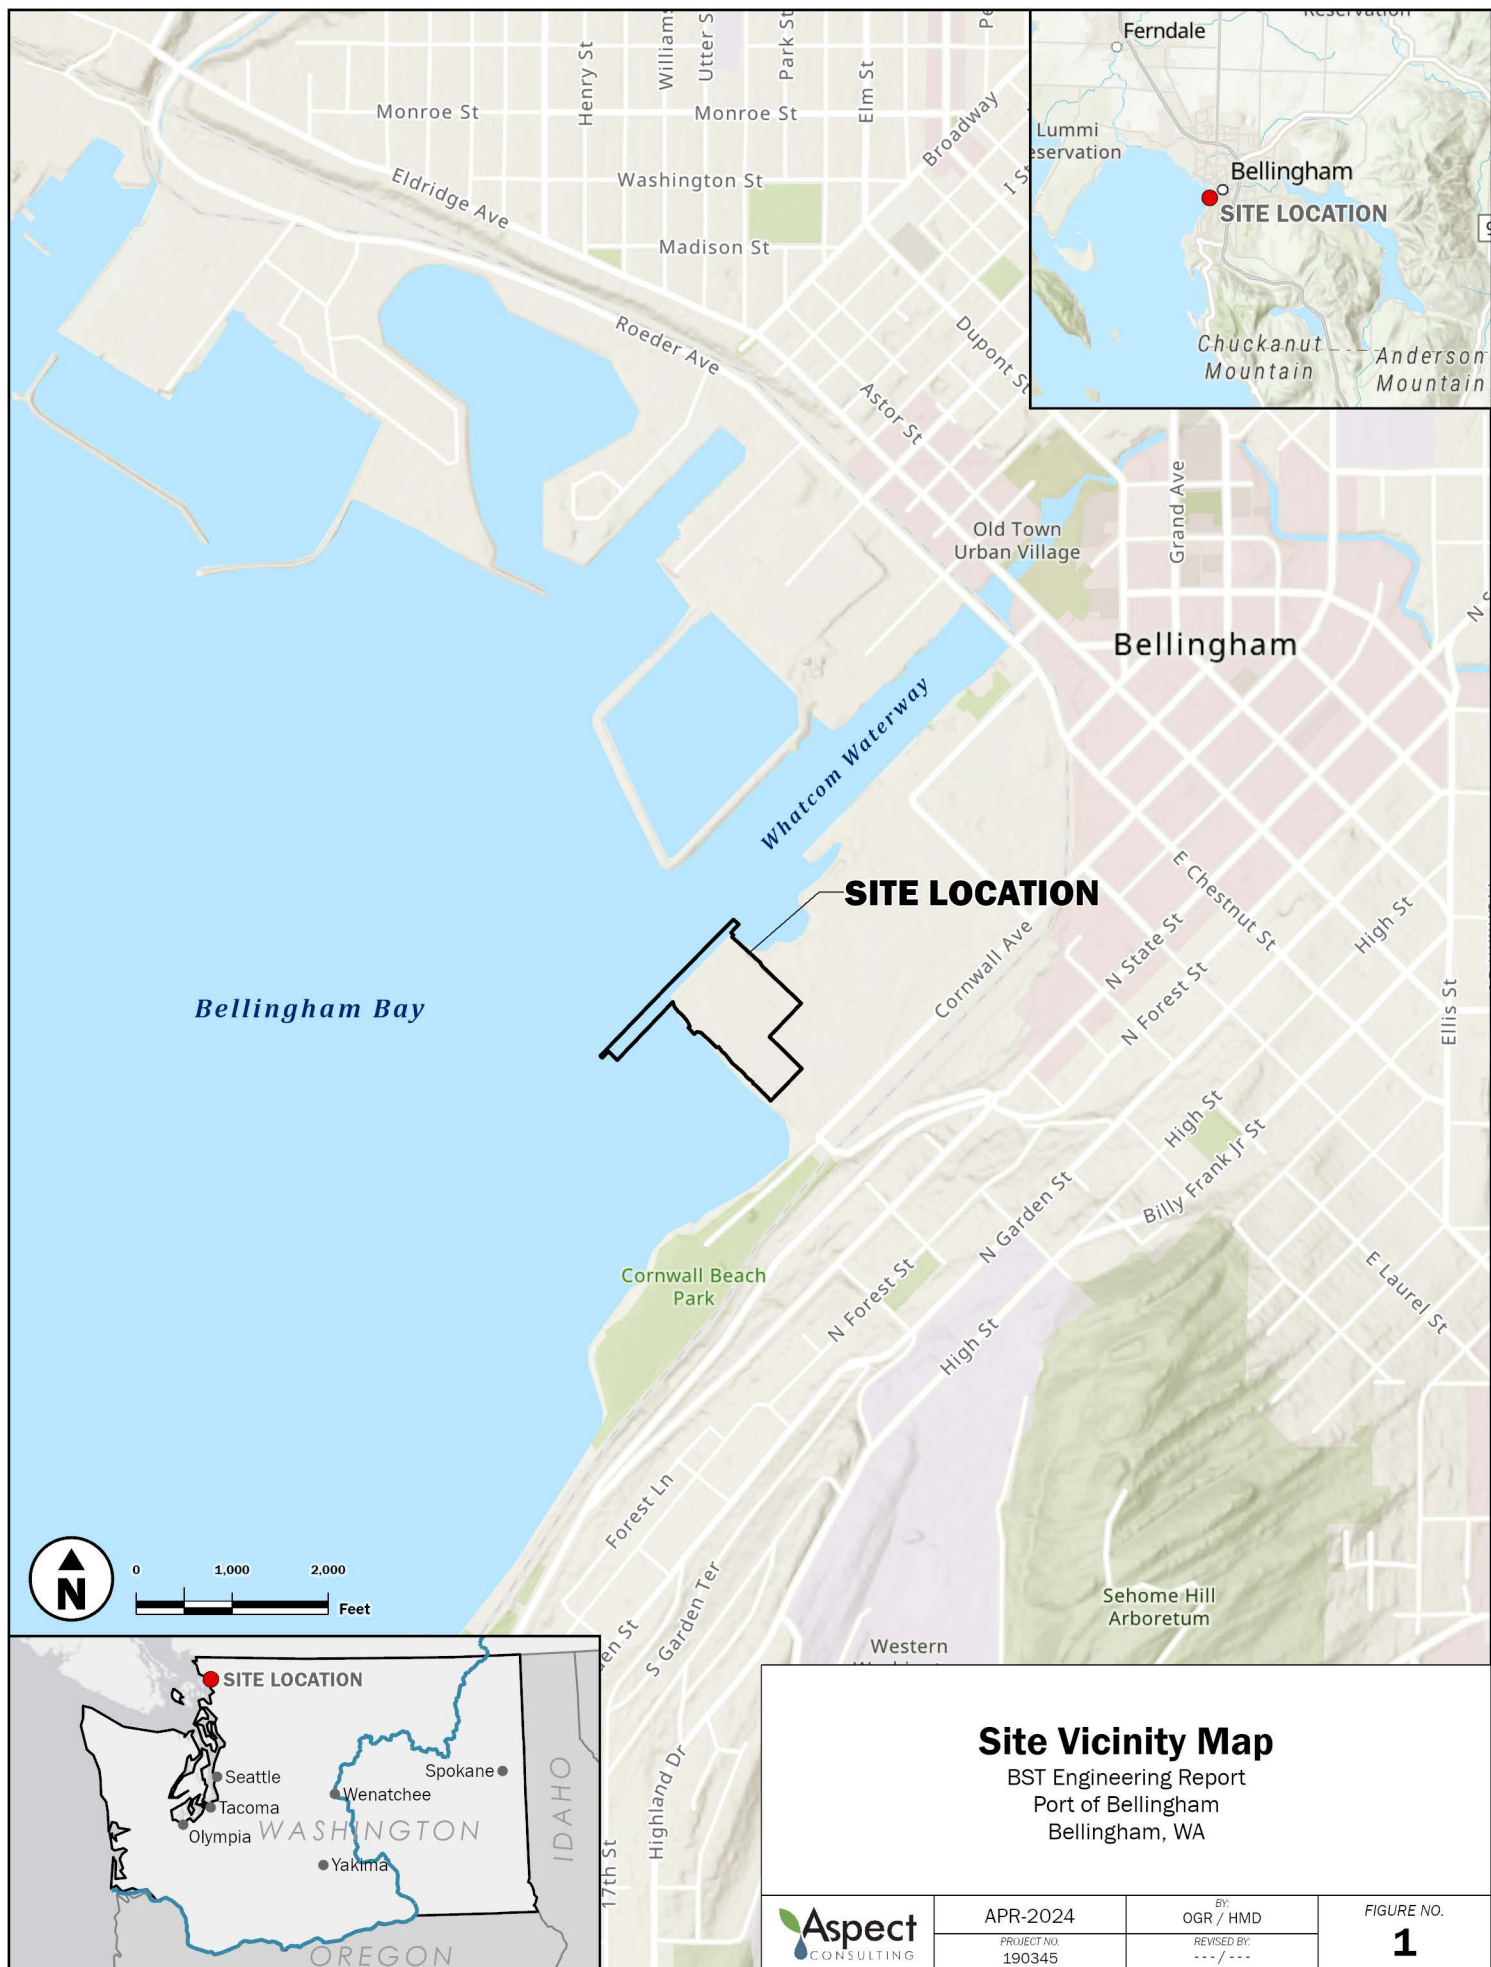 Monroe St
Henry St
Williams
Utter S
Park St
Monroe St
Elm St
Broadway
I St
Eldridge Ave
Washington St
Madison St
Roeder Ave
Dupont St
Astor St
Ferndale
Lummi
Bellingham
SITE LOCATION
Chuckanut
Mountain
Anderson
Mountain
Old Town
Urban Village
Grand Ave
Bellingham
Whatcom Waterway
SITE LOCATION
E Chestnut St
High St
N State St
Cornwall Ave
N Forest St
Ellis St
Bellingham Bay
High St
Billy Frank Jr St
N Garden St
Cornwall Beach
Park
N Forest St
High St
E Laurel St
Forest Ln
S Garden Ter
en St
Sehome Hill
Arboretum
Western
Highland Dr
17th St
N
0 1,000 2,000
Feet
SITE LOCATION
Seattle
Tacoma
Olympia
Wenatchee
Spokane
Yakima
WASHINGTON
IDAHO
OREGON
Site Vicinity Map
BST Engineering Report
Port of Bellingham
Bellingham, WA
Aspect
CONSULTING
APR-2024
PROJECT NO.
190345
BY:
OGR / HMD
REVISED BY:
- - - / - - -
FIGURE NO.
1